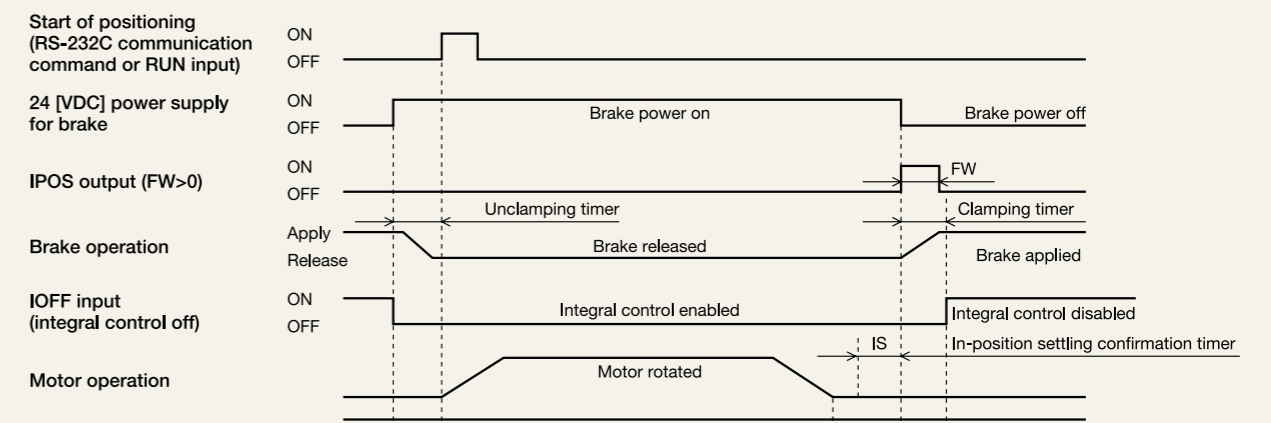 Start of positioning
(RS-232C communication
command or RUN input)
ON
OFF
24 [VDC] power supply
for brake
ON
OFF
Brake power on
Brake power off
IPOS output (FW>0)
ON
OFF
FW
Unclamping timer
Clamping timer
Brake operation
Apply
Release
Brake released
Brake applied
IOFF input
(integral control off)
ON
OFF
Integral control enabled
Integral control disabled
IS
In-position settling confirmation timer
Motor operation
Motor rotated